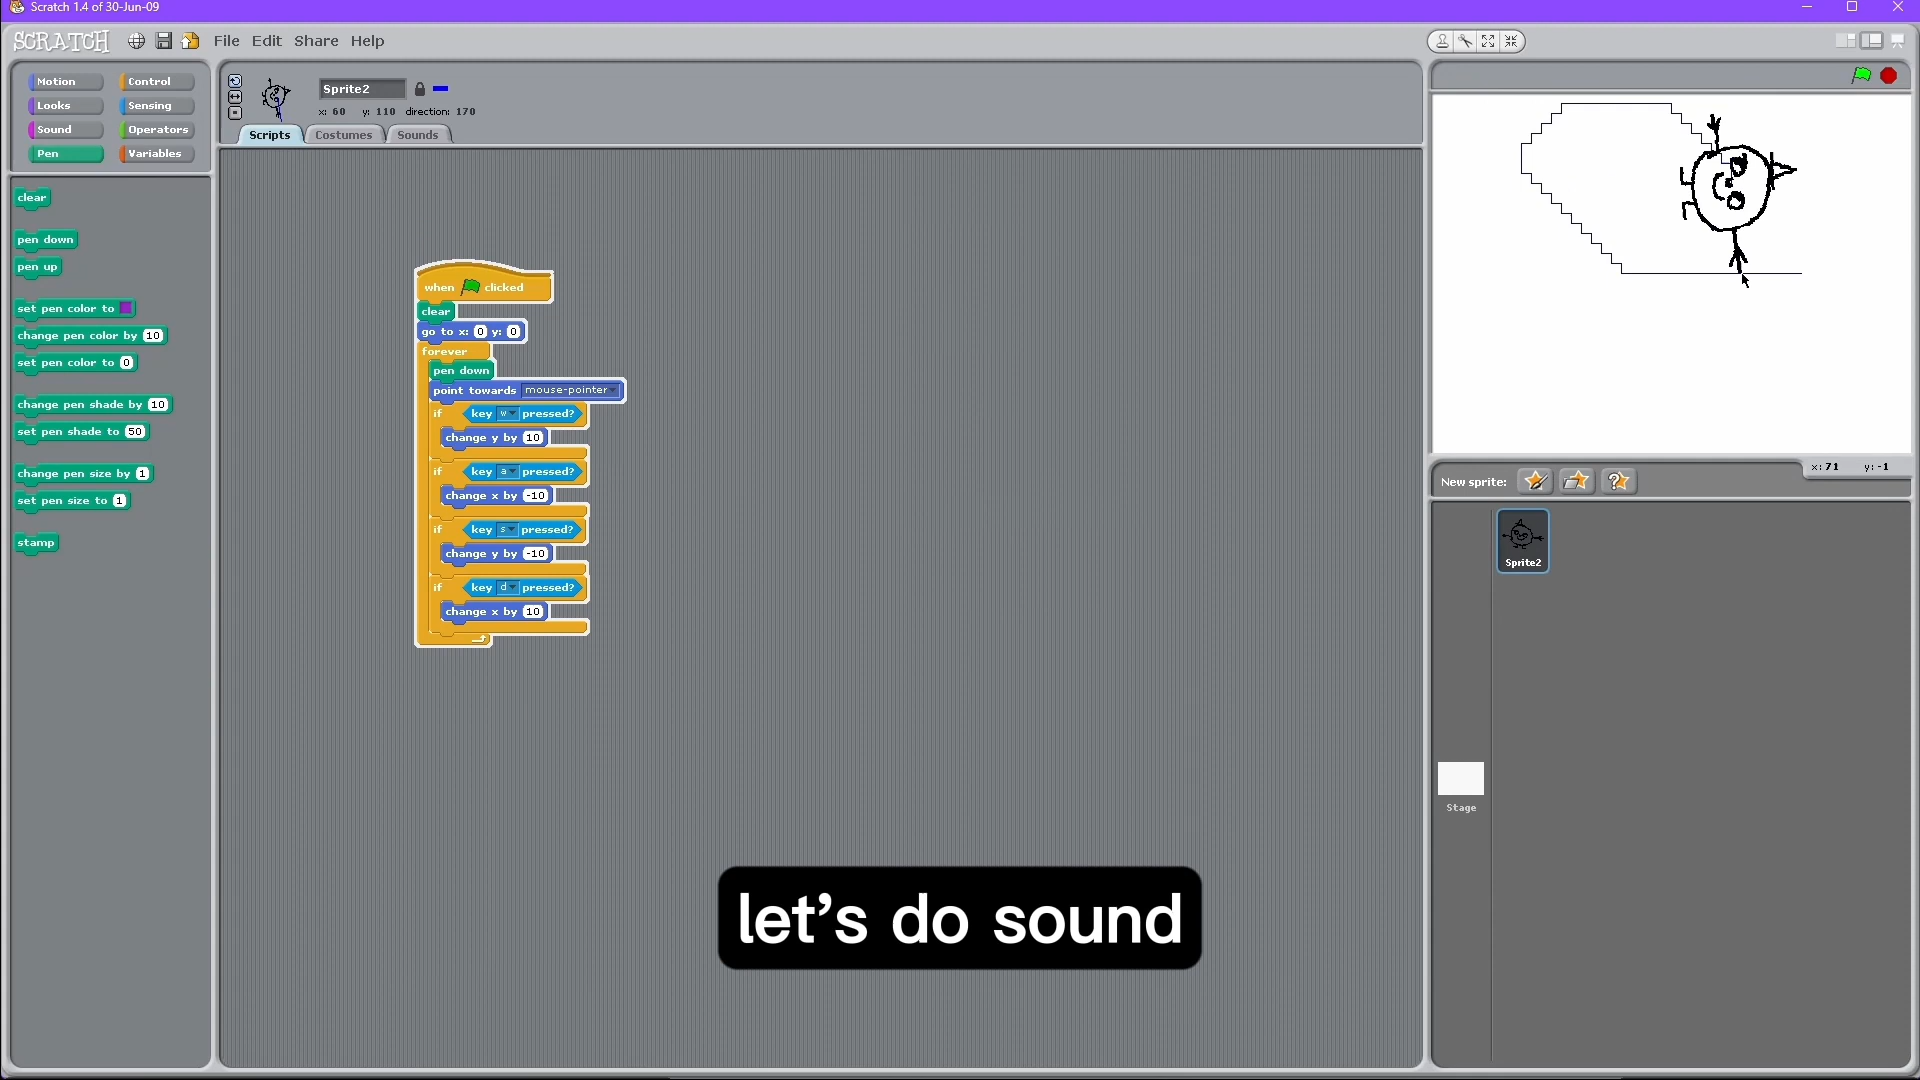 Scratch 1.4 of 30-Jun-09
SCRATCH File Edit Share Help
Motion Control
Looks Sensing
Sound Operators
Pen Variables
clear
pen down
pen up
set pen color to
change pen color by 10
set pen color to 0
change pen shade by 10
set pen shade to 50
change pen size by 1
set pen size to 1
stamp
Sprite2
x: 60 y: 110 direction: 170
Scripts Costumes Sounds
when clicked
clear
go to x: 0 y: 0
forever
pen down
point towards mouse-pointer
if key w pressed?
change y by 10
if key a pressed?
change x by -10
if key s pressed?
change y by -10
if key d pressed?
change x by 10
let's do sound
x: 71 y: -1
New sprite:
Sprite2
Stage